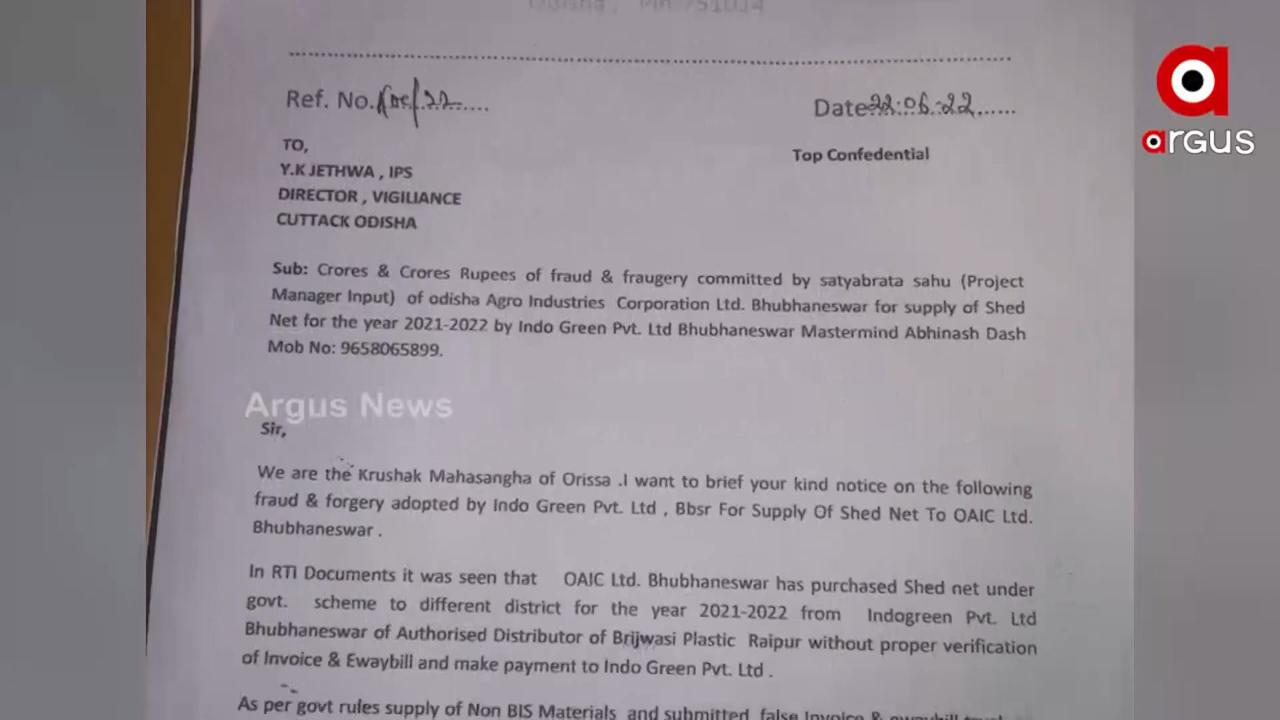 Odisha, Pin 751014
Ref. No.
Date 22.06.22
Top Confedential
TO,
Y.K JETHWA , IPS
DIRECTOR , VIGILIANCE
CUTTACK ODISHA
Sub: Crores & Crores Rupees of fraud & fraugery committed by satyabrata sahu (Project
Manager Input) of odisha Agro Industries Corporation Ltd. Bhubhaneswar for supply of Shed
Net for the year 2021-2022 by Indo Green Pvt. Ltd Bhubhaneswar Mastermind Abhinash Dash
Mob No: 9658065899.
Argus News
Sir,
We are the Krushak Mahasangha of Orissa .I want to brief your kind notice on the following
fraud & forgery adopted by Indo Green Pvt. Ltd , Bbsr For Supply Of Shed Net To OAIC Ltd.
Bhubhaneswar .
In RTI Documents it was seen that OAIC Ltd. Bhubhaneswar has purchased Shed net under
govt. scheme to different district for the year 2021-2022 from Indogreen Pvt. Ltd
Bhubhaneswar of Authorised Distributor of Brijwasi Plastic Raipur without proper verification
of Invoice & Ewaybill and make payment to Indo Green Pvt. Ltd .
As per govt rules supply of Non BIS Materials and submitted false Invoice & ewaybill
argus